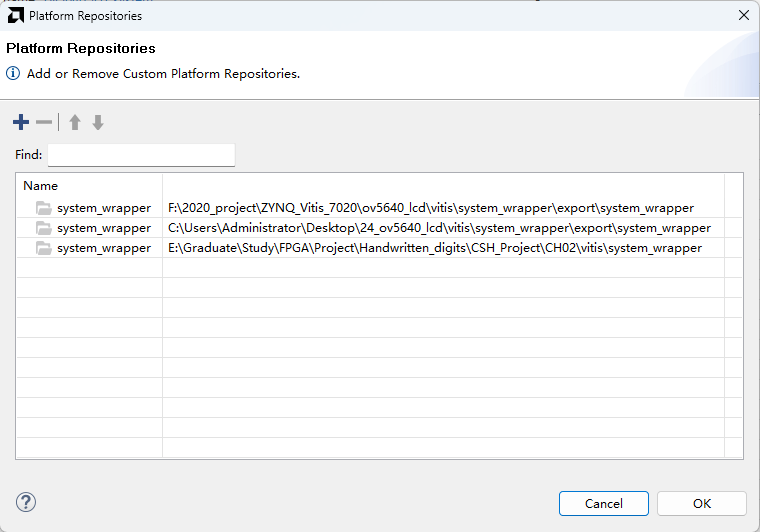 Platform Repositories
Platform Repositories
Add or Remove Custom Platform Repositories.
Find:
Name
system_wrapper F:\2020_project\ZYNQ_Vitis_7020\ov5640_lcd\vitis\system_wrapper\export\system_wrapper
system_wrapper C:\Users\Administrator\Desktop\24_ov5640_lcd\vitis\system_wrapper\export\system_wrapper
system_wrapper E:\Graduate\Study\FPGA\Project\Handwritten_digits\CSH_Project\CH02\vitis\system_wrapper
Cancel OK